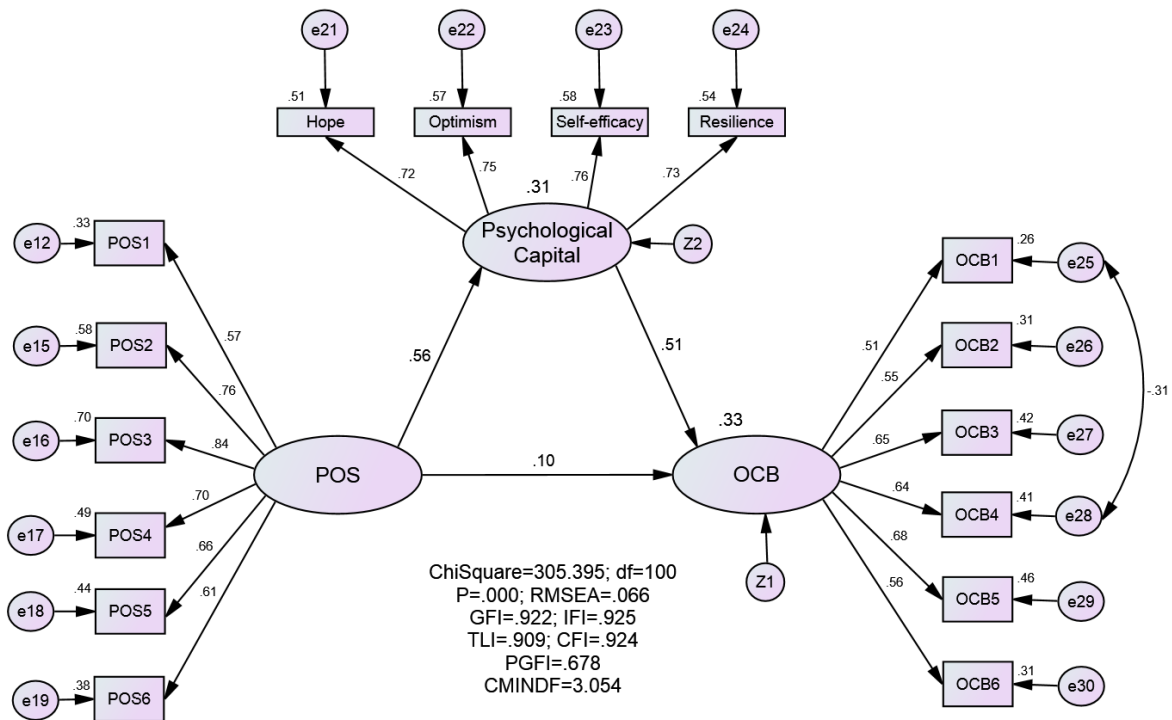 e21
e22
e23
e24
.51
.57
.58
.54
Hope
Optimism
Self-efficacy
Resilience
.72
.75
.76
.73
.31
Psychological
Capital
Z2
e12
.33
POS1
.57
e15
.58
POS2
.76
e16
.70
POS3
.84
e17
.49
POS4
.70
e18
.44
POS5
.66
e19
.38
POS6
.61
POS
.56
.51
.10
.33
OCB
Z1
.51
OCB1
.26
e25
.55
OCB2
.31
e26
.65
OCB3
.42
e27
.64
OCB4
.41
e28
.68
OCB5
.46
e29
.56
OCB6
.31
e30
-.31
ChiSquare=305.395; df=100
P=.000; RMSEA=.066
GFI=.922; IFI=.925
TLI=.909; CFI=.924
PGFI=.678
CMINDF=3.054